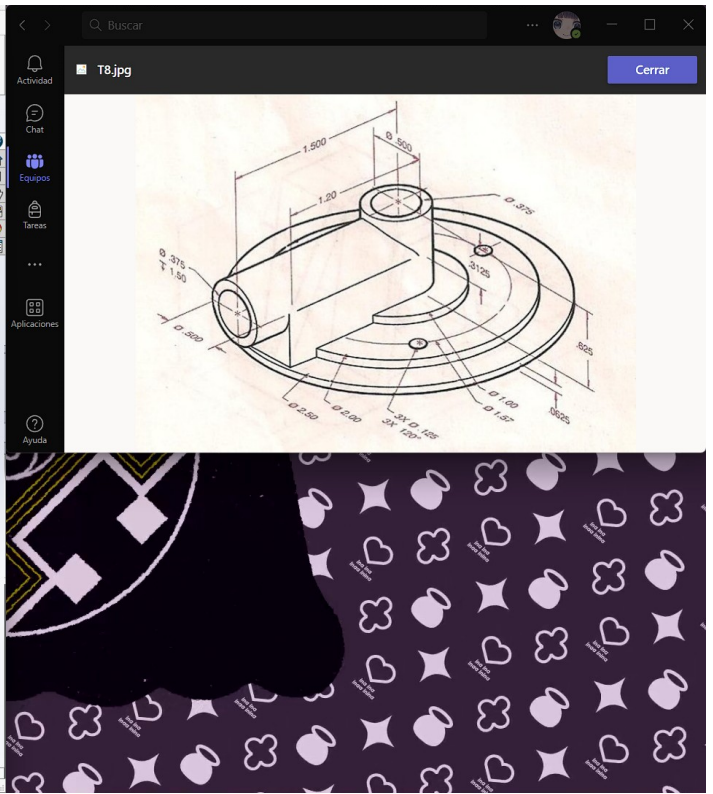 Buscar
...
T8.jpg
Cerrar
Actividad
Chat
Equipos
Tareas
...
Aplicaciones
Ayuda
1.500
Ø .500
1.20
Ø .375
Ø .375
↧ 1.50
.3125
Ø .500
.625
.0625
Ø 2.50
Ø 2.00
3X Ø .125
3X 120°
Ø 1.00
Ø 1.57